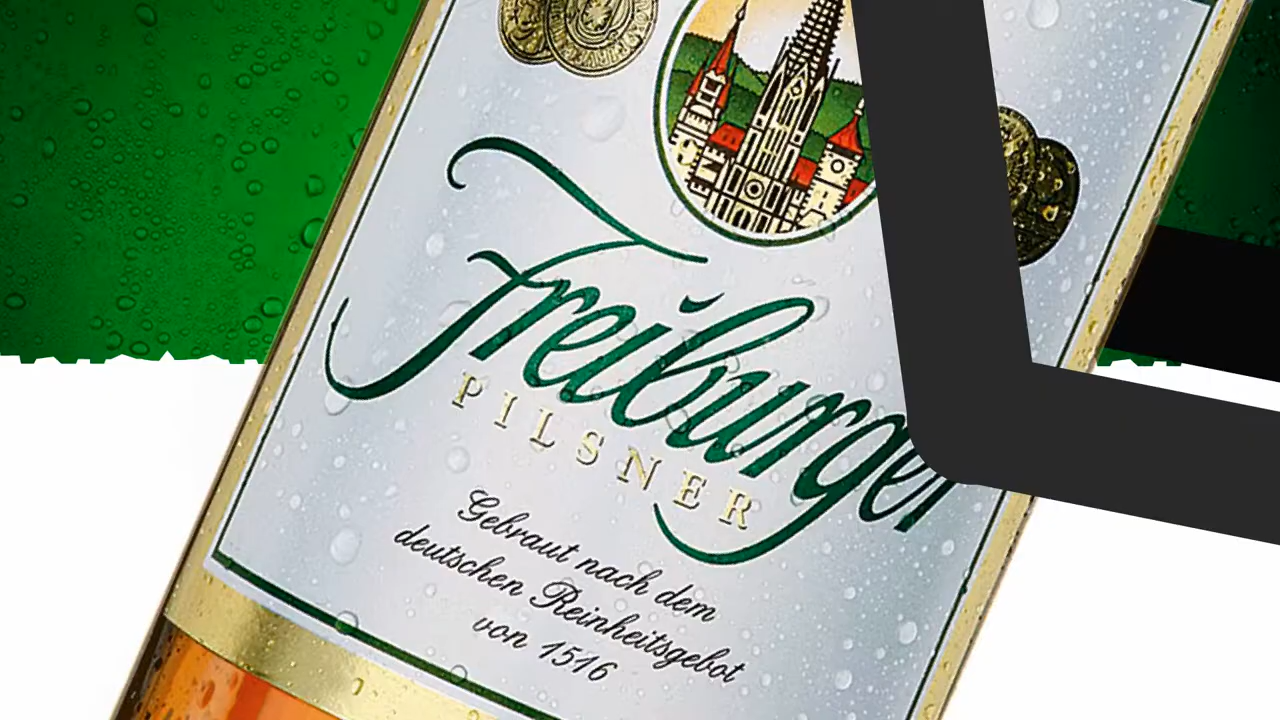 Freiburger
PILSNER
Gebraut nach dem
deutschen Reinheitsgebot
von 1516